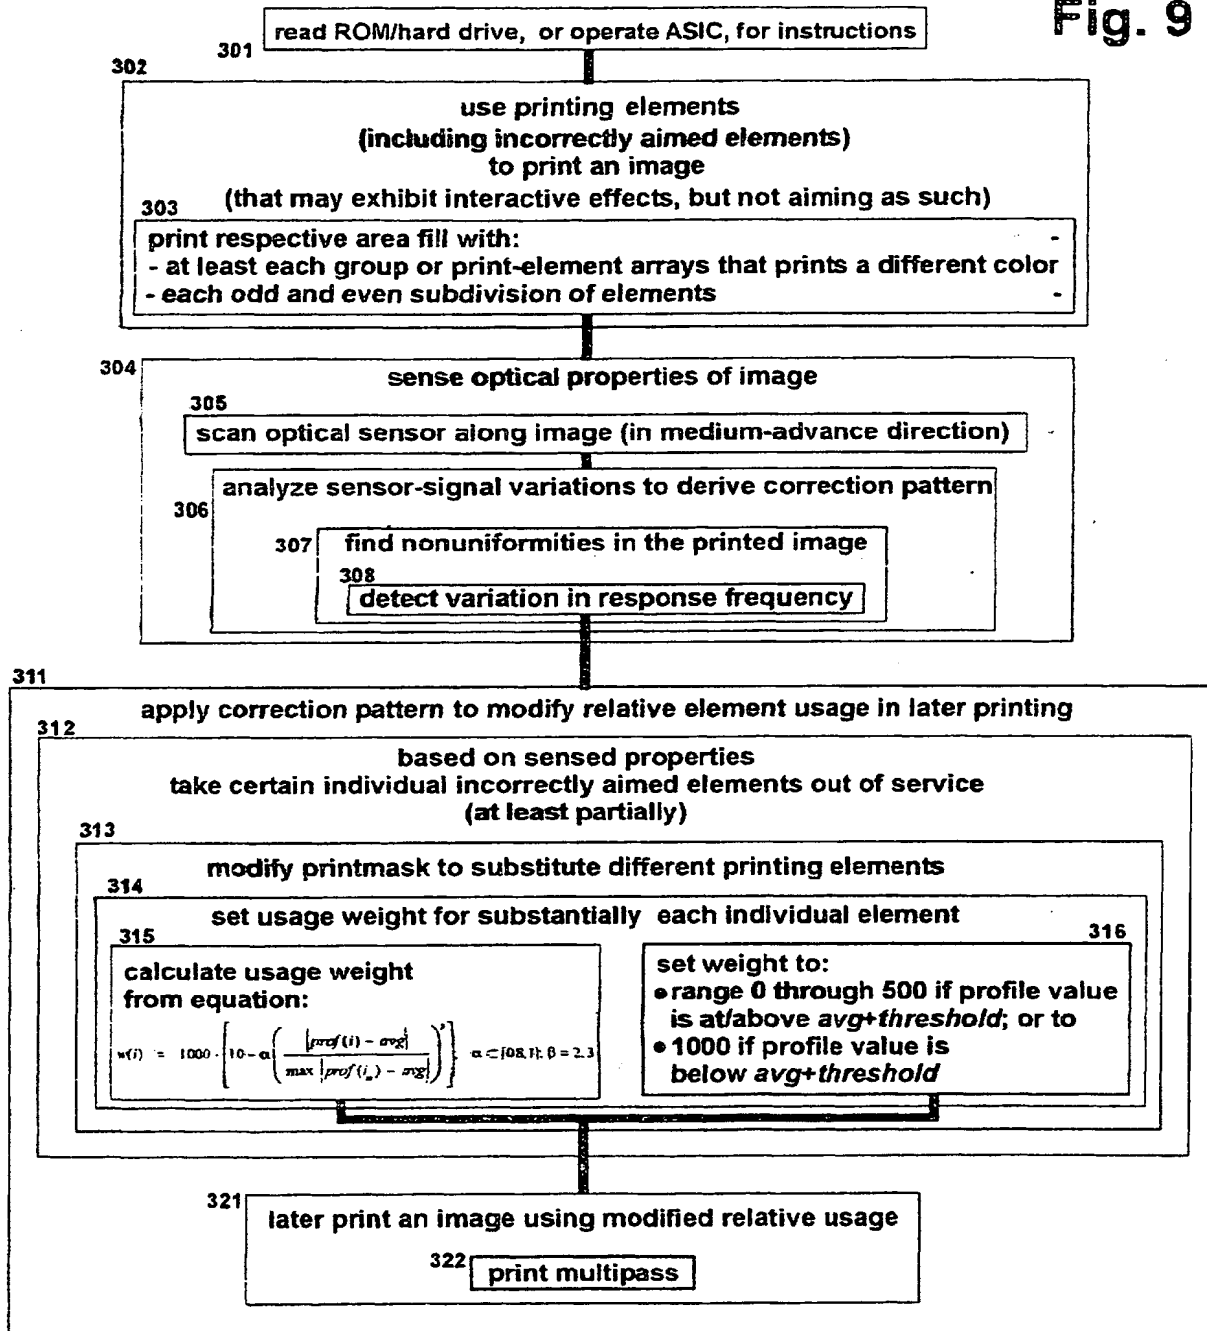 Fig. 9
read ROM/hard drive, or operate ASIC, for instructions
301
302
use printing elements
(including incorrectly aimed elements)
to print an image
(that may exhibit interactive effects, but not aiming as such)
303
print respective area fill with:
- at least each group or print-element arrays that prints a different color
- each odd and even subdivision of elements
304
sense optical properties of image
305
scan optical sensor along image (in medium-advance direction)
analyze sensor-signal variations to derive correction pattern
306
307
find nonuniformities in the printed image
308
detect variation in response frequency
311
apply correction pattern to modify relative element usage in later printing
312
based on sensed properties
take certain individual incorrectly aimed elements out of service
(at least partially)
313
modify printmask to substitute different printing elements
314
set usage weight for substantially each individual element
315
calculate usage weight
from equation:
w(i) = 1000 ·
|prof(i) – avg|
max |prof(i
) – avg|
β = 2, 3
316
set weight to:
• range 0 through 500 if profile value
is at/above avg+threshold; or to
• 1000 if profile value is
below avg+threshold
321
later print an image using modified relative usage
322
print multipass